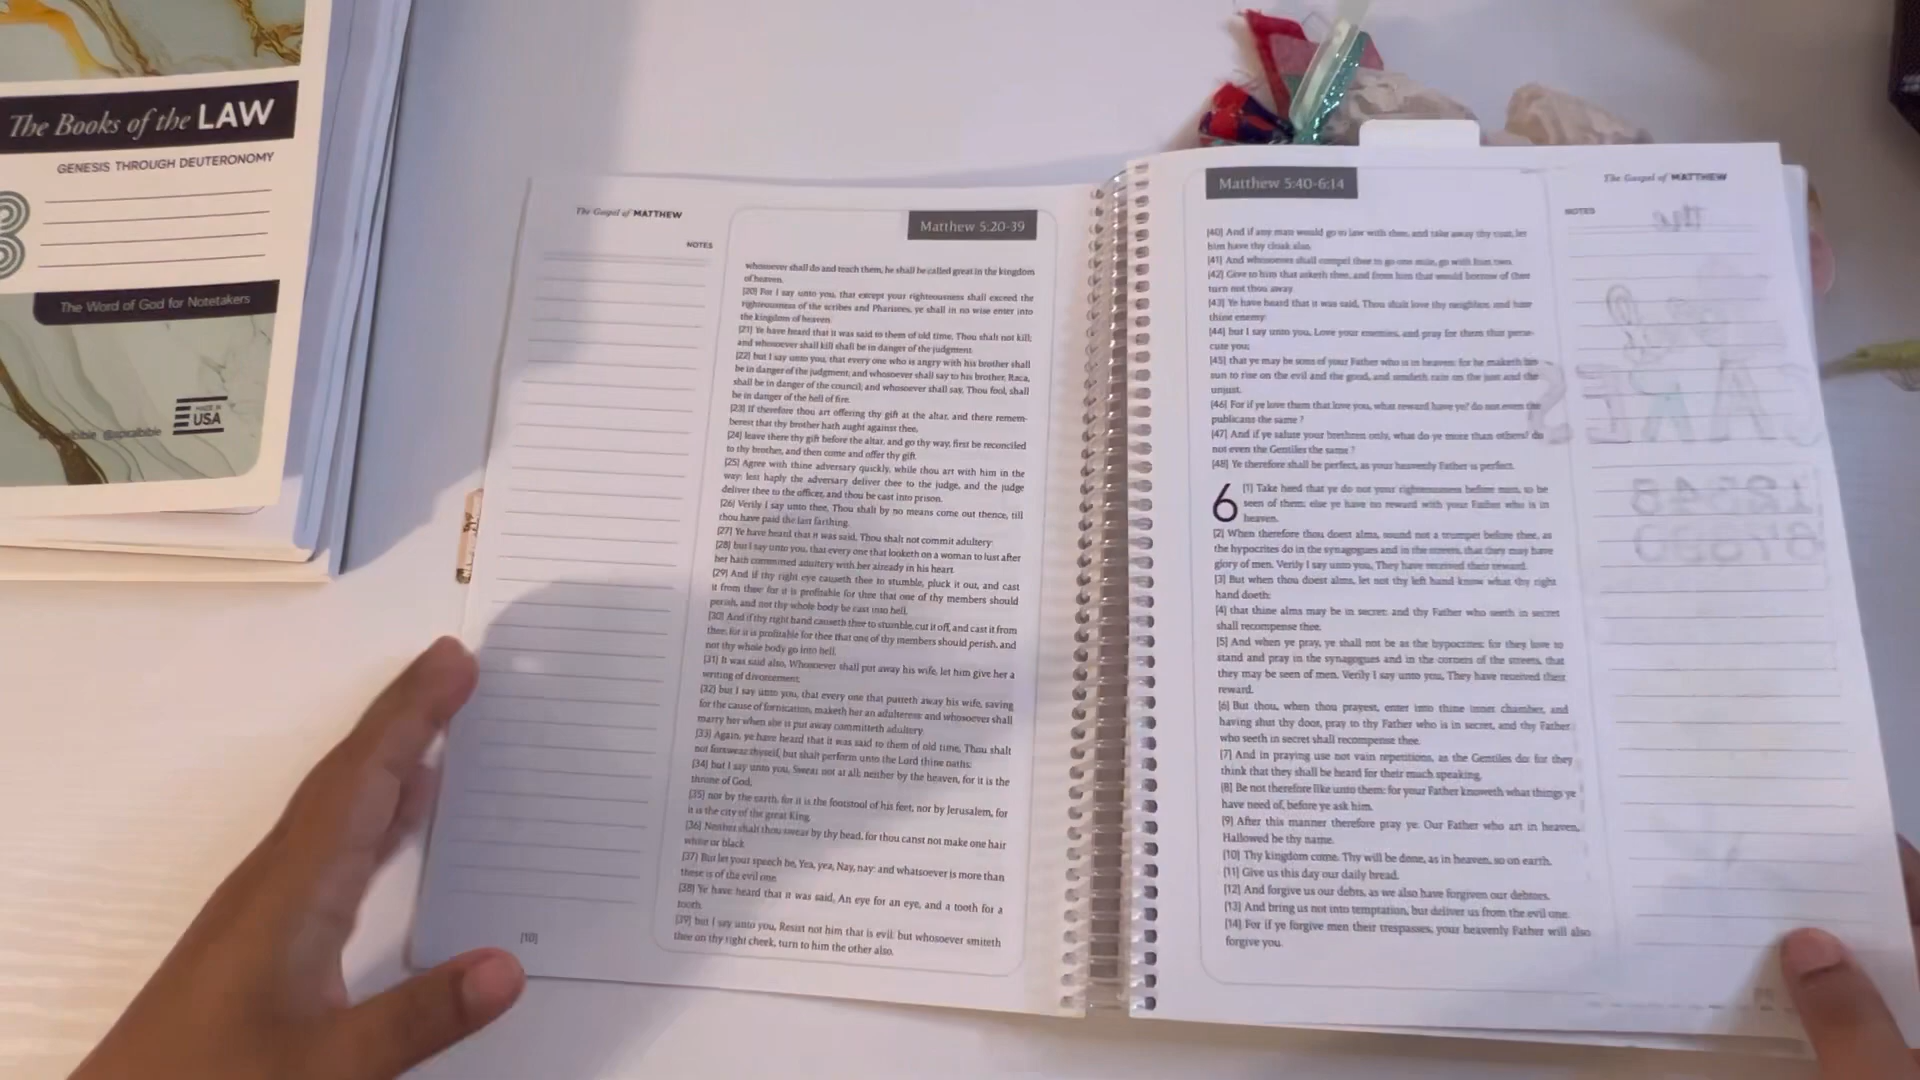 The Books of the LAW
GENESIS THROUGH DEUTERONOMY
The Word of God for Notetakers
MADE IN
USA
@spiralbible
The Gospel of MATTHEW
NOTES
Matthew 5:20-39
whosoever shall do and teach them, he shall be called great in the kingdom
of heaven.
[20] For I say unto you, that except your righteousness shall exceed the
righteousness of the scribes and Pharisees, ye shall in no wise enter into
the kingdom of heaven.
[21] Ye have heard that it was said to them of old time, Thou shalt not kill;
and whosoever shall kill shall be in danger of the judgment:
[22] but I say unto you, that every one who is angry with his brother shall
be in danger of the judgment; and whosoever shall say to his brother, Raca,
shall be in danger of the council; and whosoever shall say, Thou fool, shall
be in danger of the hell of fire.
[23] If therefore thou art offering thy gift at the altar, and there remem-
berest that thy brother hath aught against thee,
[24] leave there thy gift before the altar, and go thy way, first be reconciled
to thy brother, and then come and offer thy gift.
[25] Agree with thine adversary quickly, while thou art with him in the
way; lest haply the adversary deliver thee to the judge, and the judge
deliver thee to the officer, and thou be cast into prison.
[26] Verily I say unto thee, Thou shalt by no means come out thence, till
thou have paid the last farthing.
[27] Ye have heard that it was said, Thou shalt not commit adultery:
[28] but I say unto you, that every one that looketh on a woman to lust after
her hath committed adultery with her already in his heart.
[29] And if thy right eye causeth thee to stumble, pluck it out, and cast
it from thee: for it is profitable for thee that one of thy members should
perish, and not thy whole body be cast into hell.
[30] And if thy right hand causeth thee to stumble, cut it off, and cast it from
thee: for it is profitable for thee that one of thy members should perish, and
not thy whole body go into hell.
[31] It was said also, Whosoever shall put away his wife, let him give her a
writing of divorcement:
[32] but I say unto you, that every one that putteth away his wife, saving
for the cause of fornication, maketh her an adulteress: and whosoever shall
marry her when she is put away committeth adultery.
[33] Again, ye have heard that it was said to them of old time, Thou shalt
not forswear thyself, but shalt perform unto the Lord thine oaths:
[34] but I say unto you, Swear not at all; neither by the heaven, for it is the
throne of God;
[35] nor by the earth, for it is the footstool of his feet; nor by Jerusalem, for
it is the city of the great King.
[36] Neither shalt thou swear by thy head, for thou canst not make one hair
white or black.
[37] But let your speech be, Yea, yea; Nay, nay: and whatsoever is more than
these is of the evil one.
[38] Ye have heard that it was said, An eye for an eye, and a tooth for a
tooth:
[39] but I say unto you, Resist not him that is evil: but whosoever smiteth
thee on thy right cheek, turn to him the other also.
[10]
Matthew 5:40-6:14
The Gospel of MATTHEW
NOTES
[40] And if any man would go to law with thee, and take away thy coat, let
him have thy cloak also.
[41] And whosoever shall compel thee to go one mile, go with him two.
[42] Give to him that asketh thee, and from him that would borrow of thee
turn not thou away.
[43] Ye have heard that it was said, Thou shalt love thy neighbor, and hate
thine enemy:
[44] but I say unto you, Love your enemies, and pray for them that perse-
cute you;
[45] that ye may be sons of your Father who is in heaven: for he maketh his
sun to rise on the evil and the good, and sendeth rain on the just and the
unjust.
[46] For if ye love them that love you, what reward have ye? do not even the
publicans the same ?
[47] And if ye salute your brethren only, what do ye more than others? do
not even the Gentiles the same ?
[48] Ye therefore shall be perfect, as your heavenly Father is perfect.
6 [1] Take heed that ye do not your righteousness before men, to be
seen of them: else ye have no reward with your Father who is in
heaven.
[2] When therefore thou doest alms, sound not a trumpet before thee, as
the hypocrites do in the synagogues and in the streets, that they may have
glory of men. Verily I say unto you, They have received their reward.
[3] But when thou doest alms, let not thy left hand know what thy right
hand doeth:
[4] that thine alms may be in secret: and thy Father who seeth in secret
shall recompense thee.
[5] And when ye pray, ye shall not be as the hypocrites: for they love to
stand and pray in the synagogues and in the corners of the streets, that
they may be seen of men. Verily I say unto you, They have received their
reward.
[6] But thou, when thou prayest, enter into thine inner chamber, and
having shut thy door, pray to thy Father who is in secret, and thy Father
who seeth in secret shall recompense thee.
[7] And in praying use not vain repetitions, as the Gentiles do: for they
think that they shall be heard for their much speaking.
[8] Be not therefore like unto them: for your Father knoweth what things ye
have need of, before ye ask him.
[9] After this manner therefore pray ye. Our Father who art in heaven,
Hallowed be thy name.
[10] Thy kingdom come. Thy will be done, as in heaven, so on earth.
[11] Give us this day our daily bread.
[12] And forgive us our debts, as we also have forgiven our debtors.
[13] And bring us not into temptation, but deliver us from the evil one.
[14] For if ye forgive men their trespasses, your heavenly Father will also
forgive you.